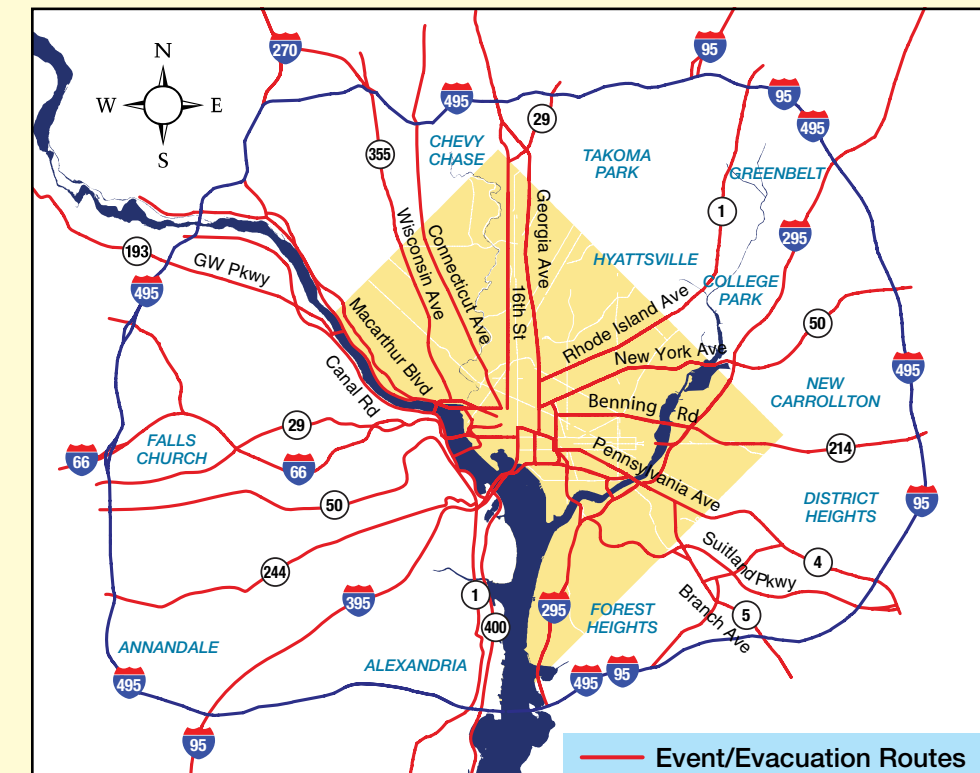 270
95
N
W
E
S
495
95
29
495
CHEVY
CHASE
355
TAKOMA
PARK
GREENBELT
1
295
193
GW Pkwy
495
Wisconsin Ave
Connecticut Ave
Georgia Ave
16th St
HYATTSVILLE
COLLEGE
PARK
Macarthur Blvd
Canal Rd
Rhode Island Ave
New York Ave
50
495
Benning Rd
NEW
CARROLLTON
29
FALLS
CHURCH
66
66
214
Pennsylvania Ave
50
DISTRICT
HEIGHTS
95
Suitland Pkwy
4
244
395
1
295
400
FOREST
HEIGHTS
Branch Ave
5
ANNANDALE
ALEXANDRIA
495
495
95
95
Event/Evacuation Routes